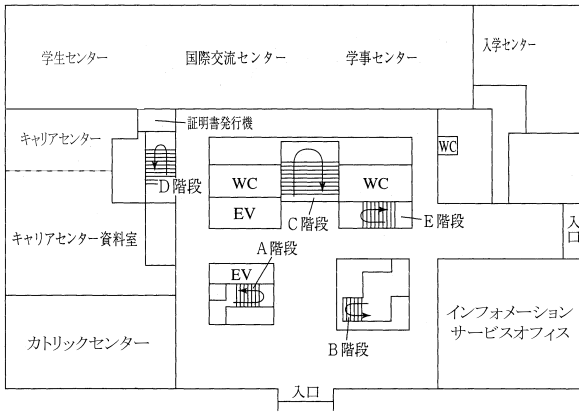 学生センター
国際交流センター
学事センター
入学センター
キャリアセンター
証明書発行機
WC
D階段
WC
WC
EV
C階段
E階段
キャリアセンター資料室
入口
A階段
EV
カトリックセンター
B階段
インフォメーション
サービスオフィス
入口